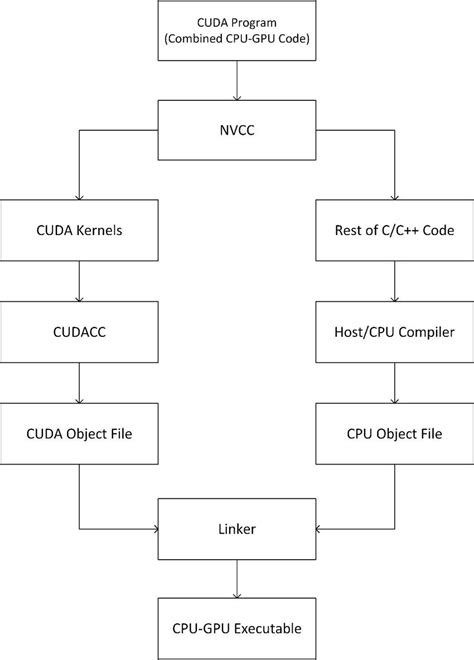 CUDA Program
(Combined CPU-GPU Code)
NVCC
CUDA Kernels
Rest of C/C++ Code
CUDACC
Host/CPU Compiler
CUDA Object File
CPU Object File
Linker
CPU-GPU Executable